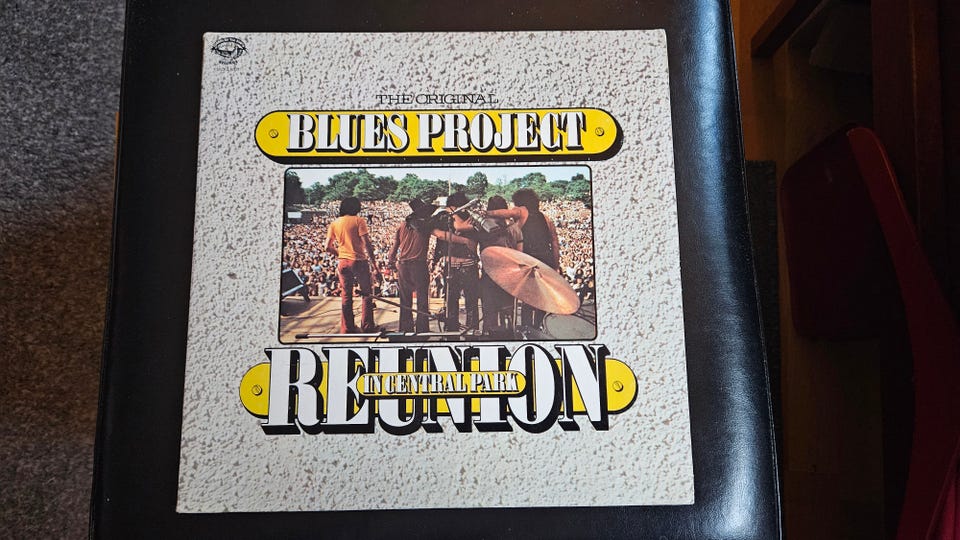 THE ORIGINAL
BLUES PROJECT
REUNION
IN CENTRAL PARK